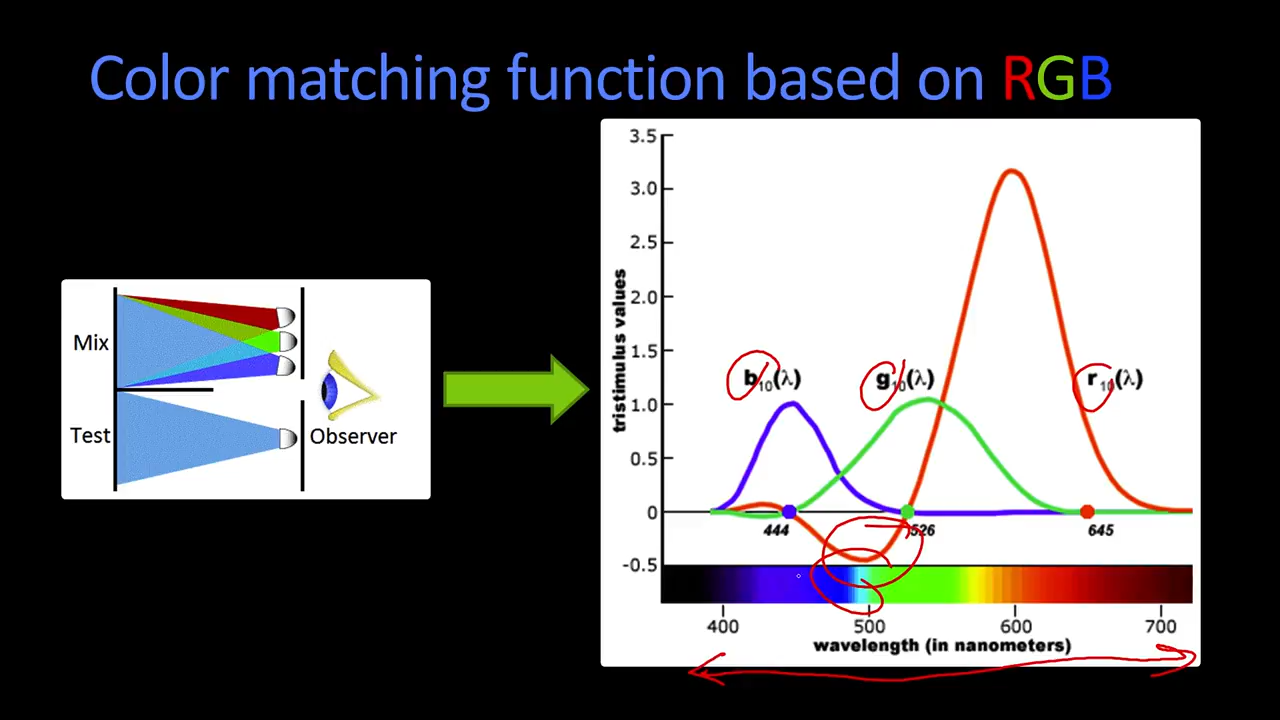 Color matching function based on RGB
Mix
Test
Observer
3.5
3.0
2.5
2.0
1.5
1.0
0.5
0
-0.5
tristimulus values
b10(λ)
g10(λ)
r10(λ)
444
526
645
400
500
600
700
wavelength (in nanometers)